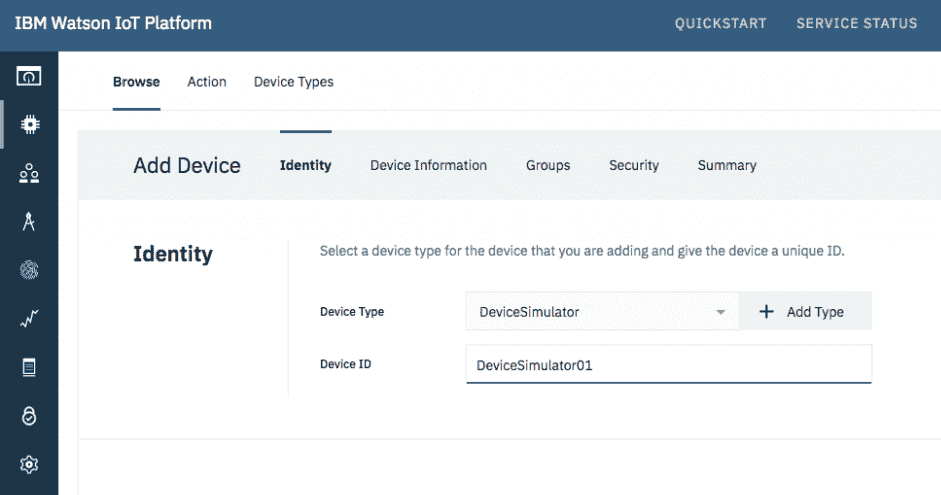 IBM Watson IoT Platform QUICKSTART SERVICE STATUS
Browse Action Device Types
Add Device Identity Device Information Groups Security Summary
Identity Select a device type for the device that you are adding and give the device a unique ID.
Device Type DeviceSimulator + Add Type
Device ID DeviceSimulator01